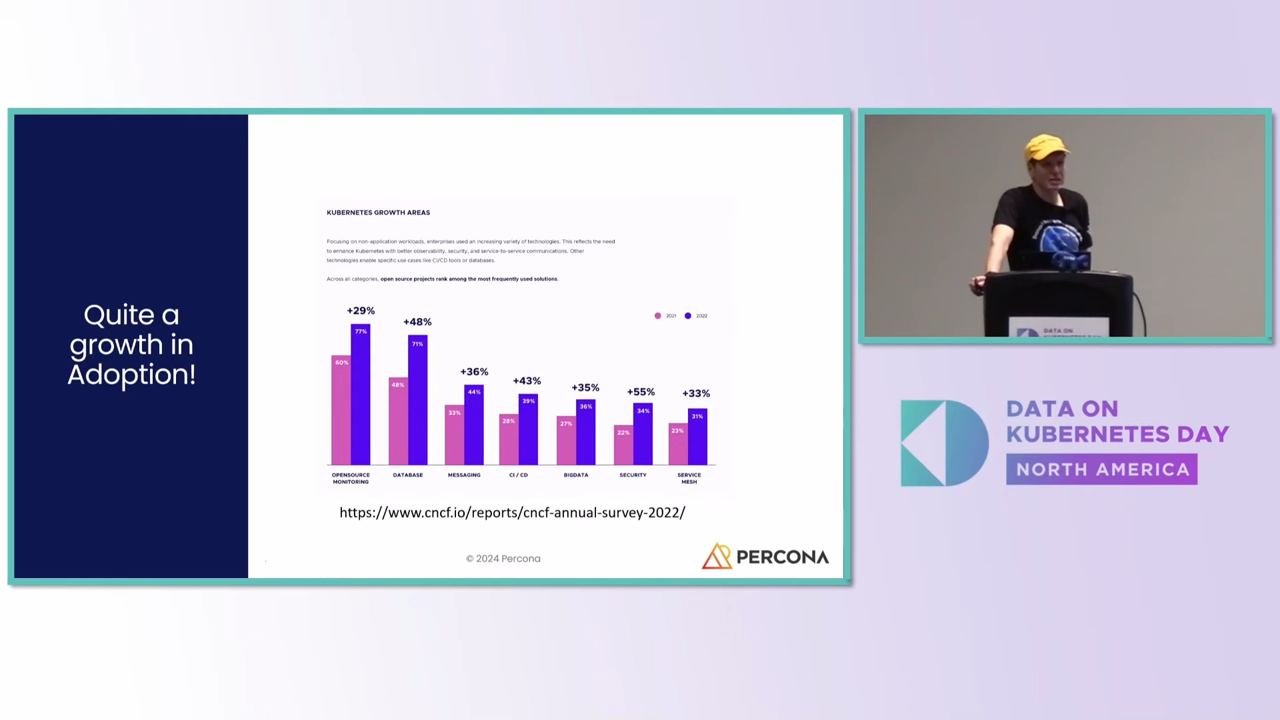 Quite a
growth in
Adoption!
KUBERNETES GROWTH AREAS
Focusing on non-application workloads, enterprises used an increasing variety of technologies. This reflects the need
to enhance Kubernetes with better observability, security, and service-to-service communications. Other
technologies enable specific use cases like CI/CD tools or databases.
Across all categories, open source projects rank among the most frequently used solutions.
2021 2022
+29%
+48%
+36%
+43%
+35%
+55%
+33%
60% 77%
48% 71%
33% 44%
28% 39%
27% 36%
22% 34%
23% 31%
OPENSOURCE
MONITORING
DATABASE
MESSAGING
CI / CD
BIGDATA
SECURITY
SERVICE
MESH
https://www.cncf.io/reports/cncf-annual-survey-2022/
© 2024 Percona
PERCONA
DATA ON
DATA ON
KUBERNETES DAY
NORTH AMERICA